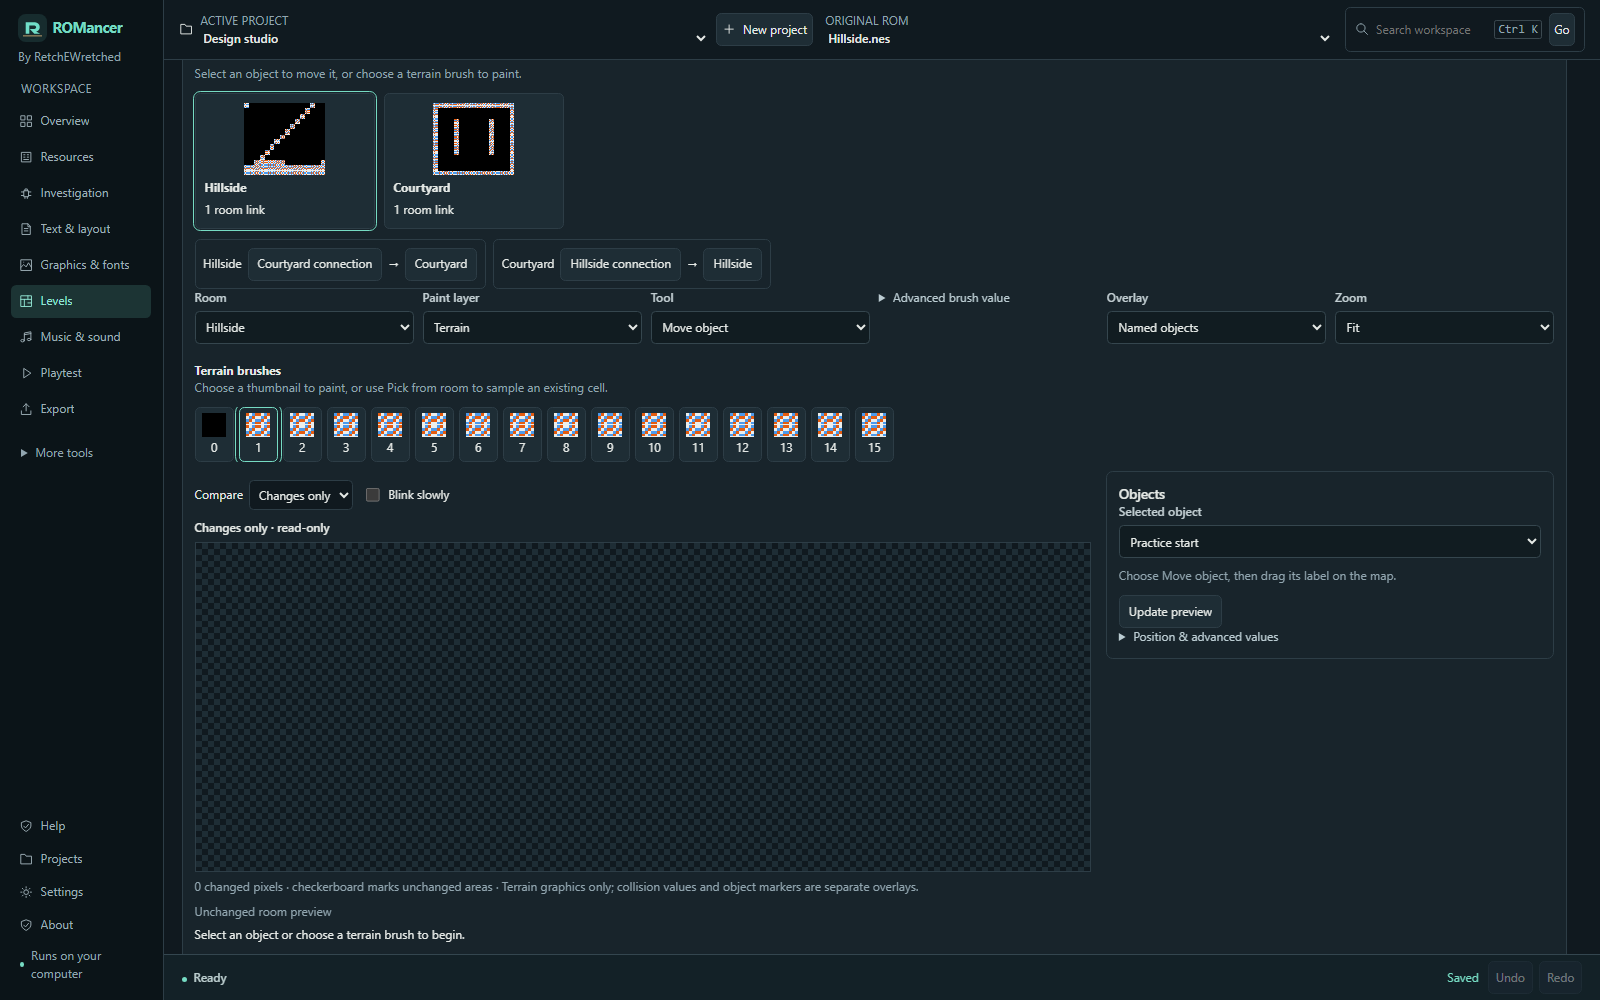 ROMancer
By RetchEWretched
WORKSPACE
Overview
Resources
Investigation
Text & layout
Graphics & fonts
Levels
Music & sound
Playtest
Export
More tools
Help
Projects
Settings
About
Runs on your
computer
ACTIVE PROJECT
Design studio
New project
ORIGINAL ROM
Hillside.nes
Search workspace
Ctrl K
Go
Select an object to move it, or choose a terrain brush to paint.
Hillside
1 room link
Courtyard
1 room link
Hillside Courtyard connection → Courtyard
Courtyard Hillside connection → Hillside
Room
Hillside
Paint layer
Terrain
Tool
Move object
Advanced brush value
Overlay
Named objects
Zoom
Fit
Terrain brushes
Choose a thumbnail to paint, or use Pick from room to sample an existing cell.
0 1 2 3 4 5 6 7 8 9 10 11 12 13 14 15
Compare Changes only Blink slowly
Changes only · read-only
0 changed pixels · checkerboard marks unchanged areas · Terrain graphics only; collision values and object markers are separate overlays.
Unchanged room preview
Select an object or choose a terrain brush to begin.
Objects
Selected object
Practice start
Choose Move object, then drag its label on the map.
Update preview
Position & advanced values
Ready
Saved Undo Redo